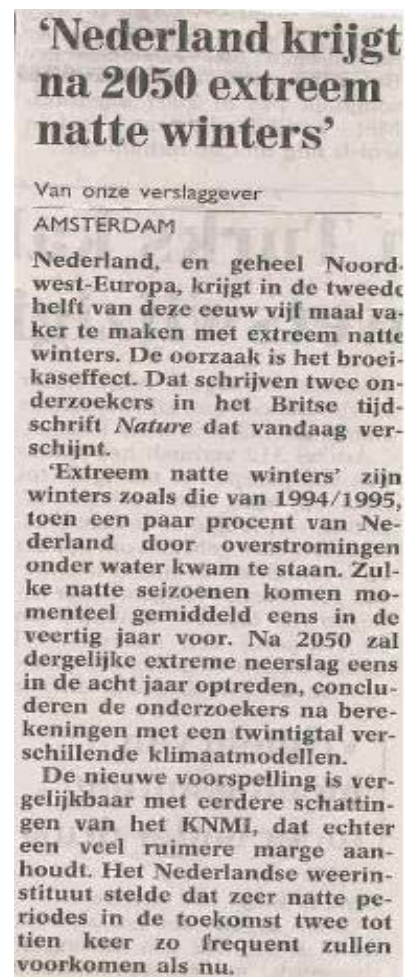 ‘Nederland krijgt
na 2050 extreem
natte winters’
Van onze verslaggever
AMSTERDAM
Nederland, en geheel Noord-
west-Europa, krijgt in de tweede
helft van deze eeuw vijf maal va-
ker te maken met extreem natte
winters. De oorzaak is het broei-
kaseffect. Dat schrijven twee on-
derzoekers in het Britse tijd-
schrift Nature dat vandaag ver-
schijnt.
‘Extreem natte winters’ zijn
winters zoals die van 1994/1995,
toen een paar procent van Ne-
derland door overstromingen
onder water kwam te staan. Zul-
ke natte seizoenen komen mo-
menteel gemiddeld eens in de
veertig jaar voor. Na 2050 zal
dergelijke extreme neerslag eens
in de acht jaar optreden, conclu-
deren de onderzoekers na bere-
keningen met een twintigtal ver-
schillende klimaatmodellen.
De nieuwe voorspelling is ver-
gelijkbaar met eerdere schattin-
gen van het KNMI, dat echter
een veel ruimere marge aan-
houdt. Het Nederlandse weerin-
stituut stelde dat zeer natte pe-
riodes in de toekomst twee tot
tien keer zo frequent zullen
voorkomen als nu.